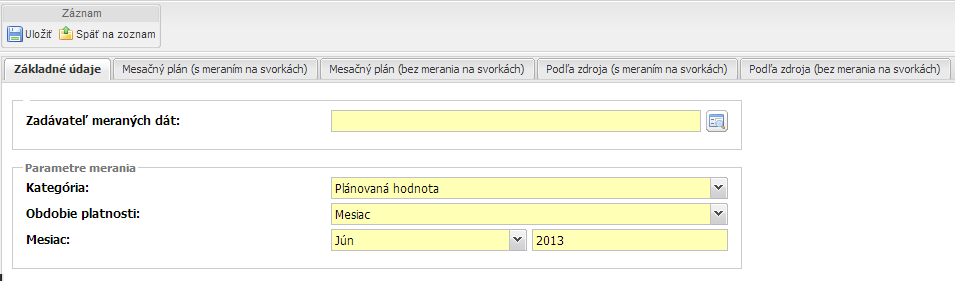 Záznam
Uložiť Späť na zoznam
Základné údaje Mesačný plán (s meraním na svorkách) Mesačný plán (bez merania na svorkách) Podľa zdroja (s meraním na svorkách) Podľa zdroja (bez merania na svorkách)
Zadávateľ meraných dát:
Parametre merania
Kategória: Plánovaná hodnota
Obdobie platnosti: Mesiac
Mesiac: Jún 2013